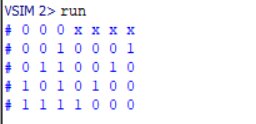 VSIM 2> run
# 0 0 0 x x x x
# 0 0 1 0 0 0 1
# 0 1 1 0 0 1 0
# 1 0 1 0 1 0 0
# 1 1 1 1 0 0 0